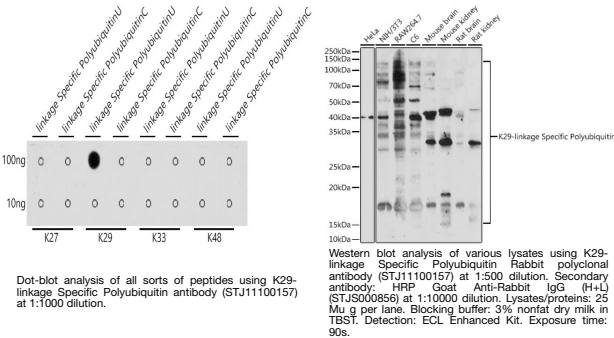 linkage Specific PolyubiquitinU
linkage Specific PolyubiquitinC
linkage Specific PolyubiquitinU
linkage Specific PolyubiquitinC
linkage Specific PolyubiquitinU
linkage Specific PolyubiquitinC
linkage Specific PolyubiquitinU
linkage Specific PolyubiquitinC
100ng
10ng
K27 K29 K33 K48
Dot-blot analysis of all sorts of peptides using K29-
linkage Specific Polyubiquitin antibody (STJ11100157)
at 1:1000 dilution.
HeLa
NIH/3T3
RAW264.7
C6
Mouse brain
Mouse kidney
Rat brain
Rat kidney
250kDa
150kDa
100kDa
70kDa
50kDa
40kDa
35kDa
25kDa
20kDa
15kDa
10kDa
K29-linkage Specific Polyubiquitin
Western blot analysis of various lysates using K29-
linkage Specific Polyubiquitin Rabbit polyclonal
antibody (STJ11100157) at 1:500 dilution. Secondary
antibody: HRP Goat Anti-Rabbit IgG (H+L)
(STJS000856) at 1:10000 dilution. Lysates/proteins: 25
Mu g per lane. Blocking buffer: 3% nonfat dry milk in
TBST. Detection: ECL Enhanced Kit. Exposure time:
90s.